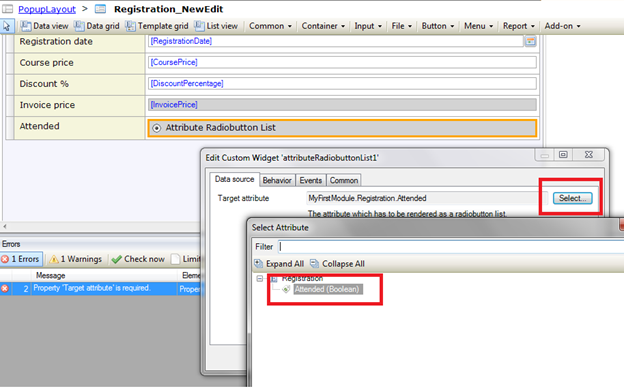 PopupLayout > Registration_NewEdit
Data view Data grid Template grid List view Common Container Input File Button Menu Report Add-on
Registration date [RegistrationDate]
Course price [CoursePrice]
Discount % [DiscountPercentage]
Invoice price [InvoicePrice]
Attended Attribute Radiobutton List
Edit Custom Widget 'attributeRadiobuttonList1'
Data source Behavior Events Common
Target attribute MyFirstModule.Registration.Attended Select...
The attribute which has to be rendered as a radiobutton list.
Select Attribute
Filter
Expand All Collapse All
Registration
Attended (Boolean)
Errors
1 Errors 1 Warnings Check now Limit
Message Eleme
2 Property 'Target attribute' is required. Proper